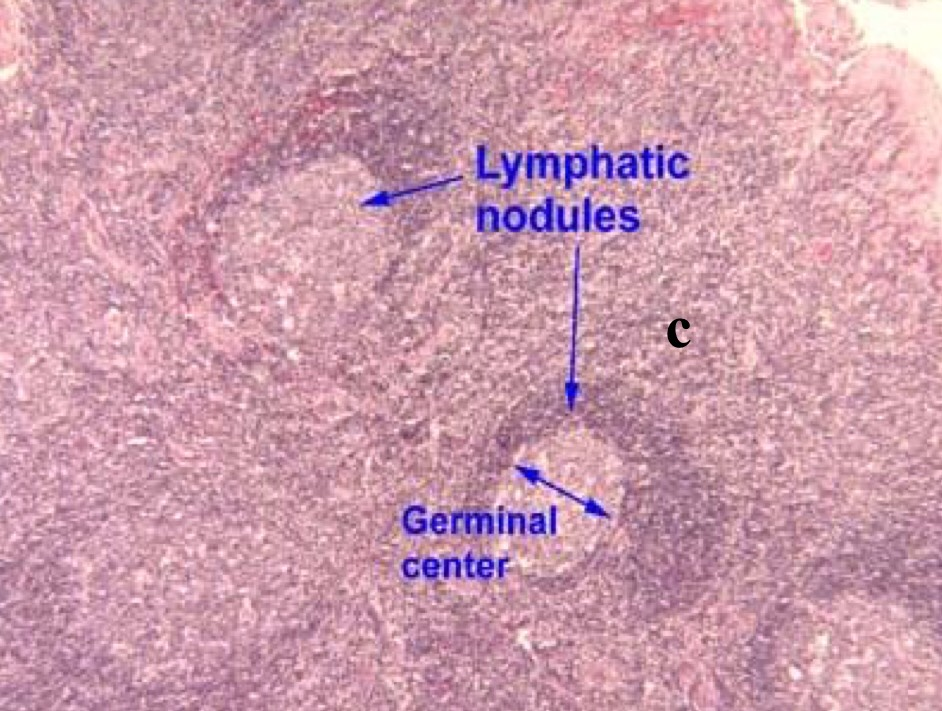 Lymphatic
nodules
c
Germinal
center